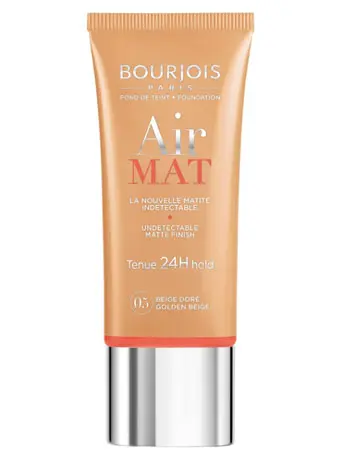 BOURJOIS
PARIS
FOND DE TEINT • FOUNDATION
Air
MAT
LA NOUVELLE MATITÉ
INDÉTECTABLE
•
UNDETECTABLE
MATTE FINISH
Tenue 24H hold
05 BEIGE DORÉ
GOLDEN BEIGE